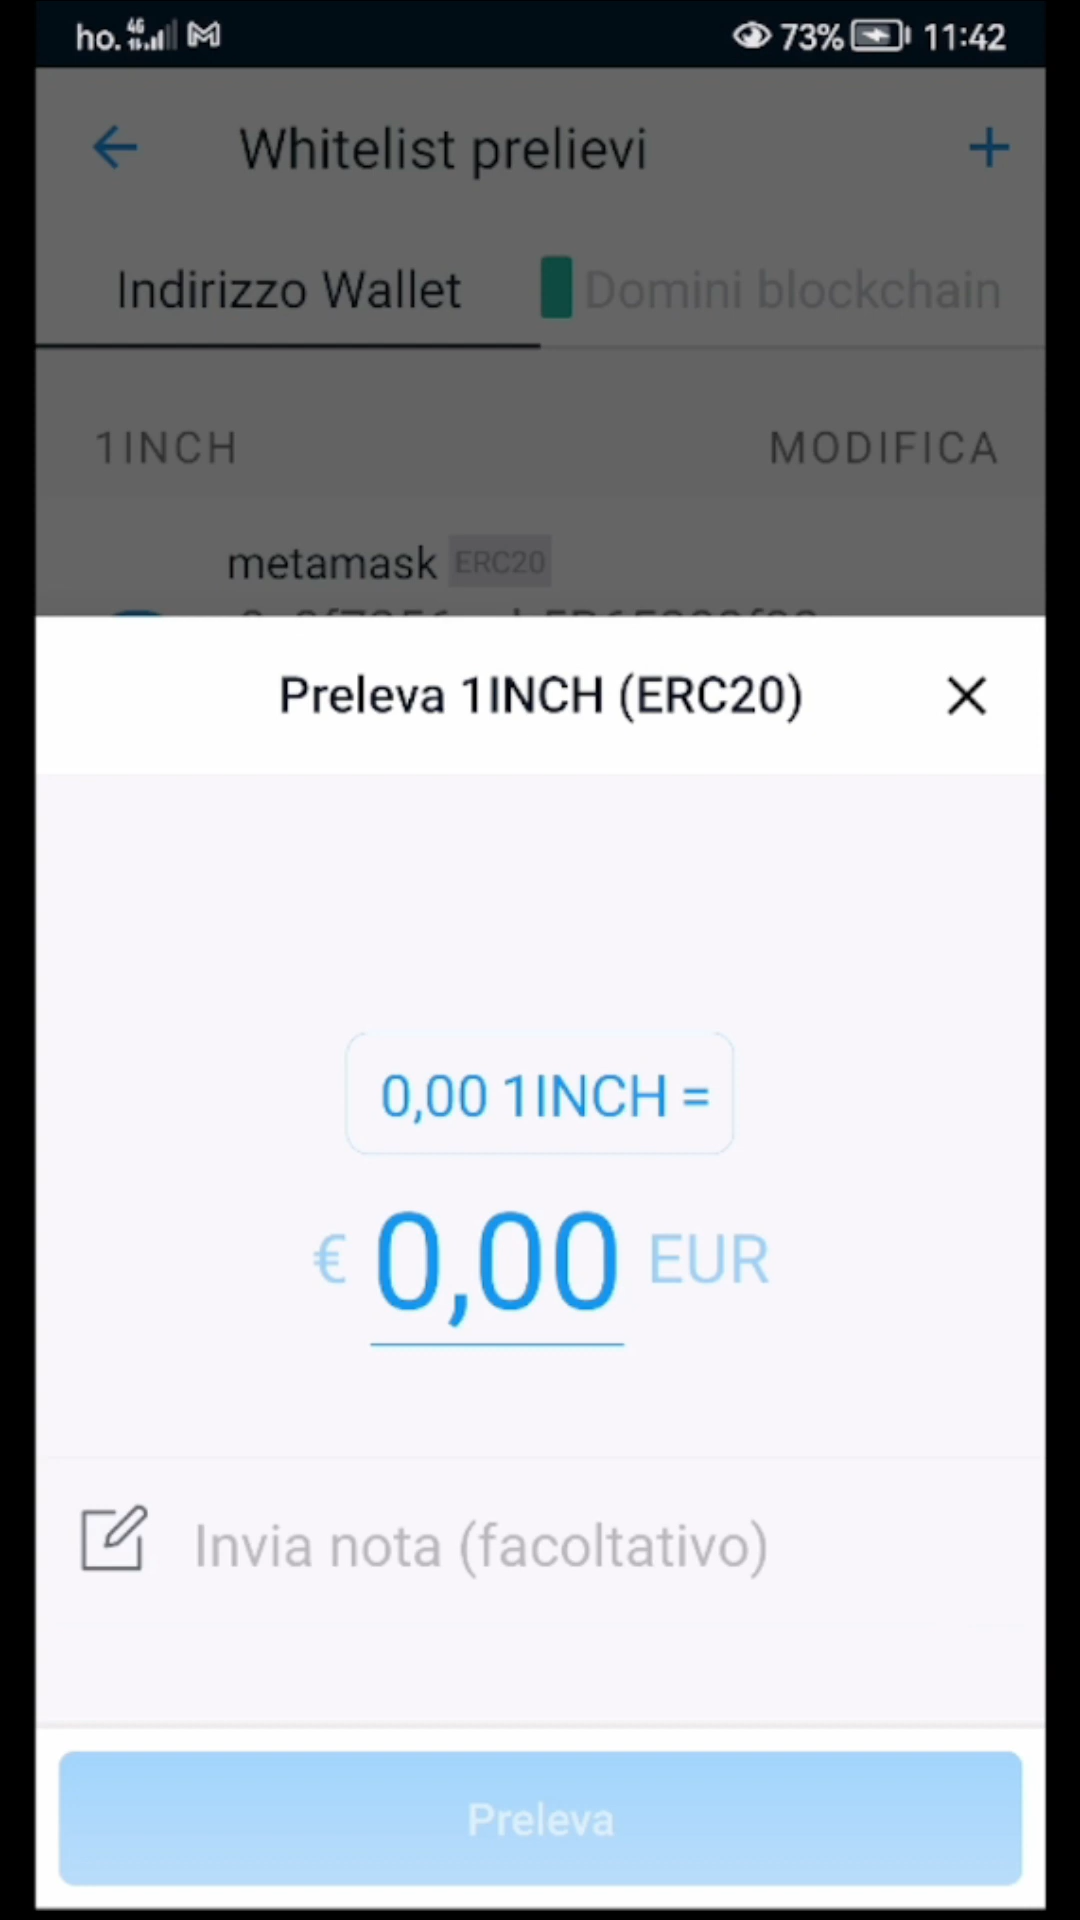 ho. 4G 73% 11:42
Whitelist prelievi
Indirizzo Wallet Domini blockchain
1INCH MODIFICA
metamask ERC20
Preleva 1INCH (ERC20)
0,00 1INCH =
€ 0,00 EUR
Invia nota (facoltativo)
Preleva